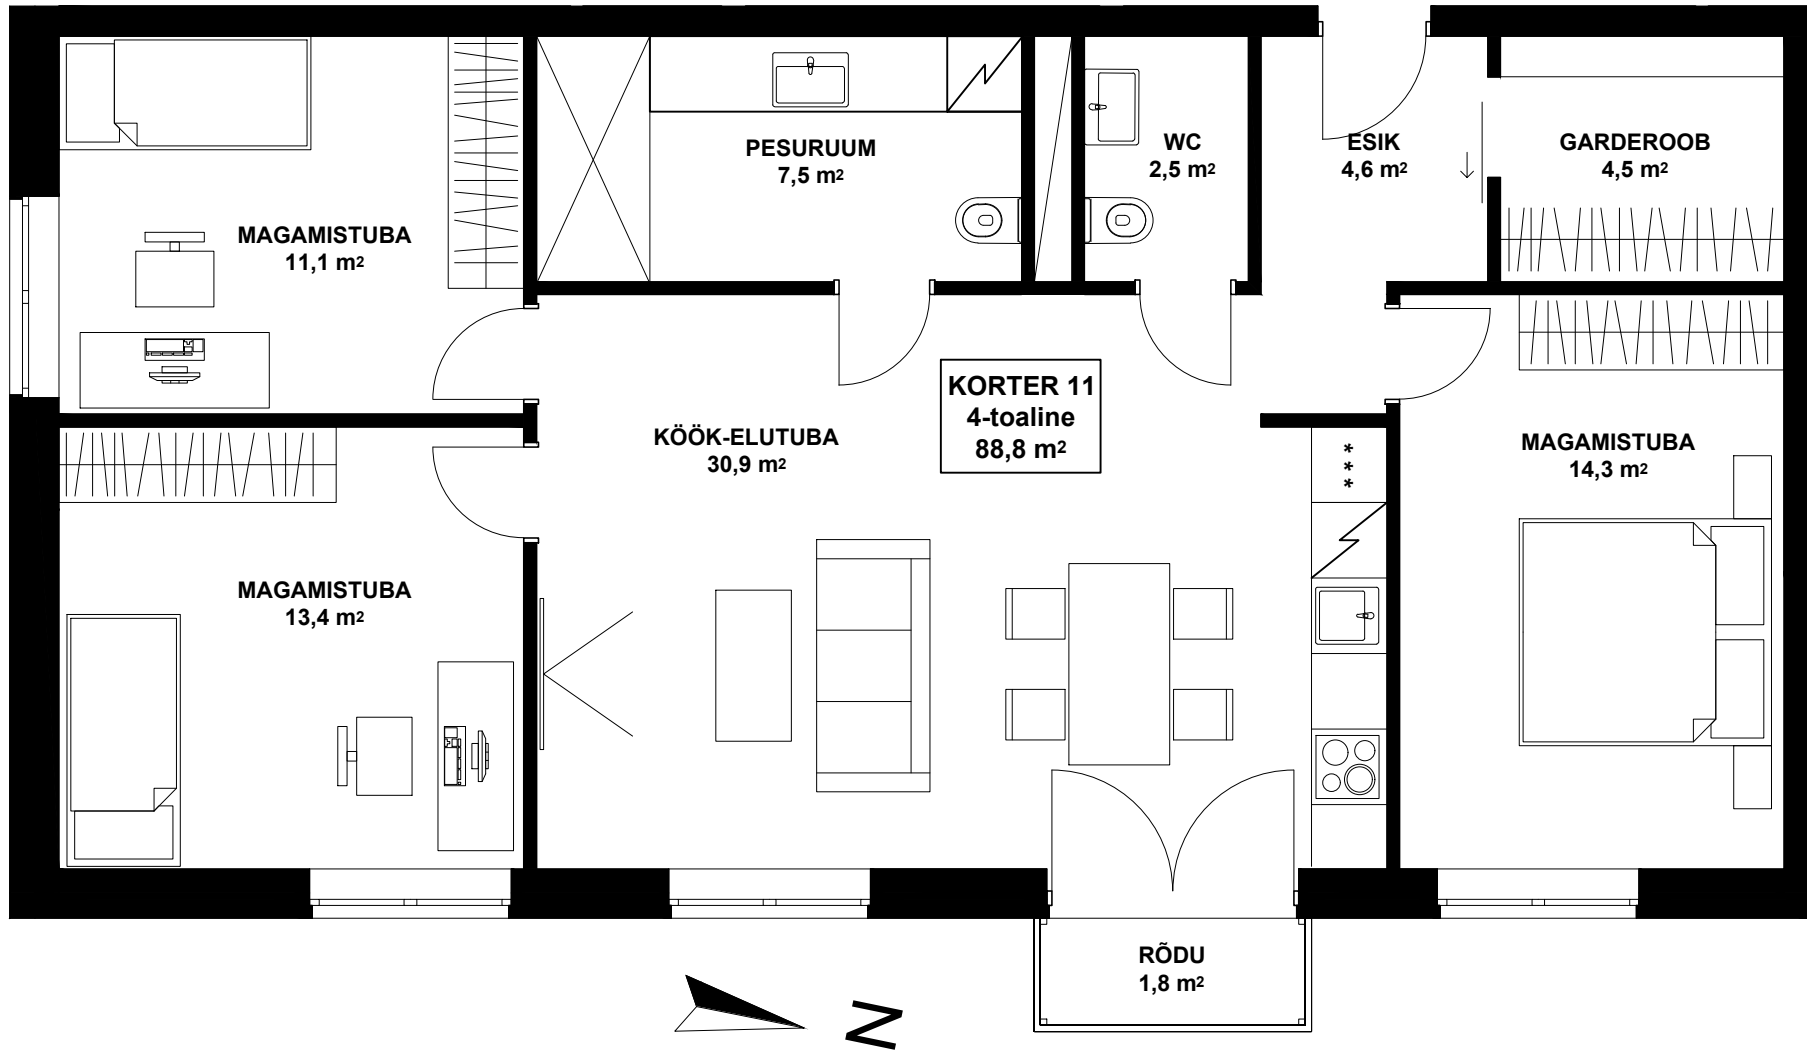 PESURUUM
7,5 m²
WC
2,5 m²
ESIK
4,6 m²
GARDEROOB
4,5 m²
MAGAMISTUBA
11,1 m²
KORTER 11
4-toaline
88,8 m²
KÖÖK-ELUTUBA
30,9 m²
MAGAMISTUBA
14,3 m²
***
MAGAMISTUBA
13,4 m²
RÕDU
1,8 m²
N